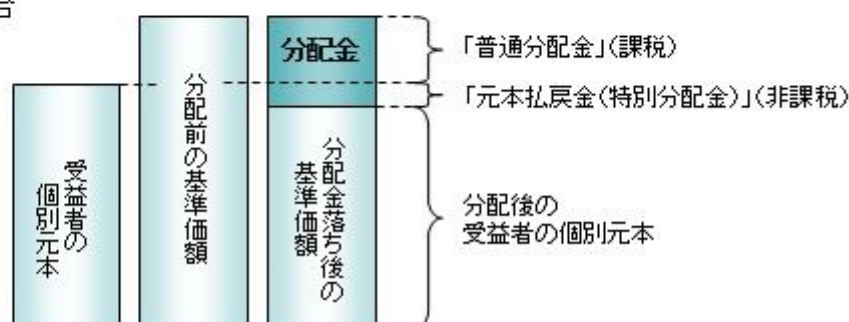 合
分配金
「普通分配金」(課税)
「元本払戻金(特別分配金)」(非課税)
受益者の
個別元本
分配前の基準価額
分配金落ち後の
基準価額
分配後の
受益者の個別元本